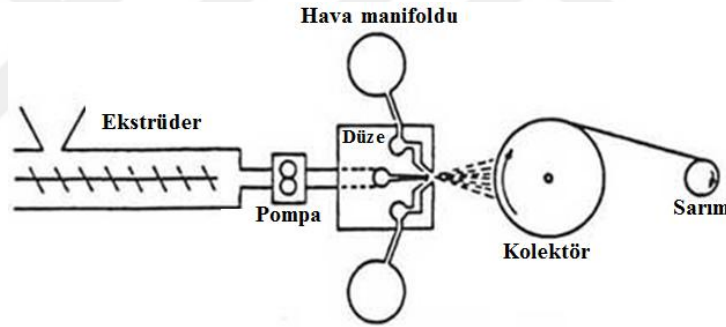 Hava manifoldu
Ekstrüder
Düze
Pompa
Sarım
Kolektör